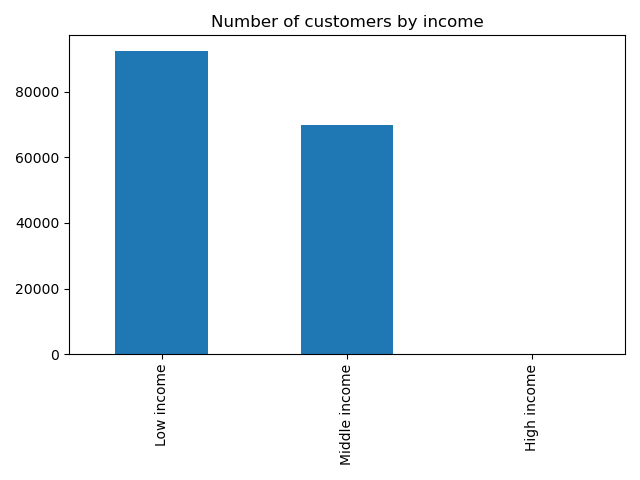 Number of customers by income
80000
60000
40000
20000
0
Low income
Middle income
High income